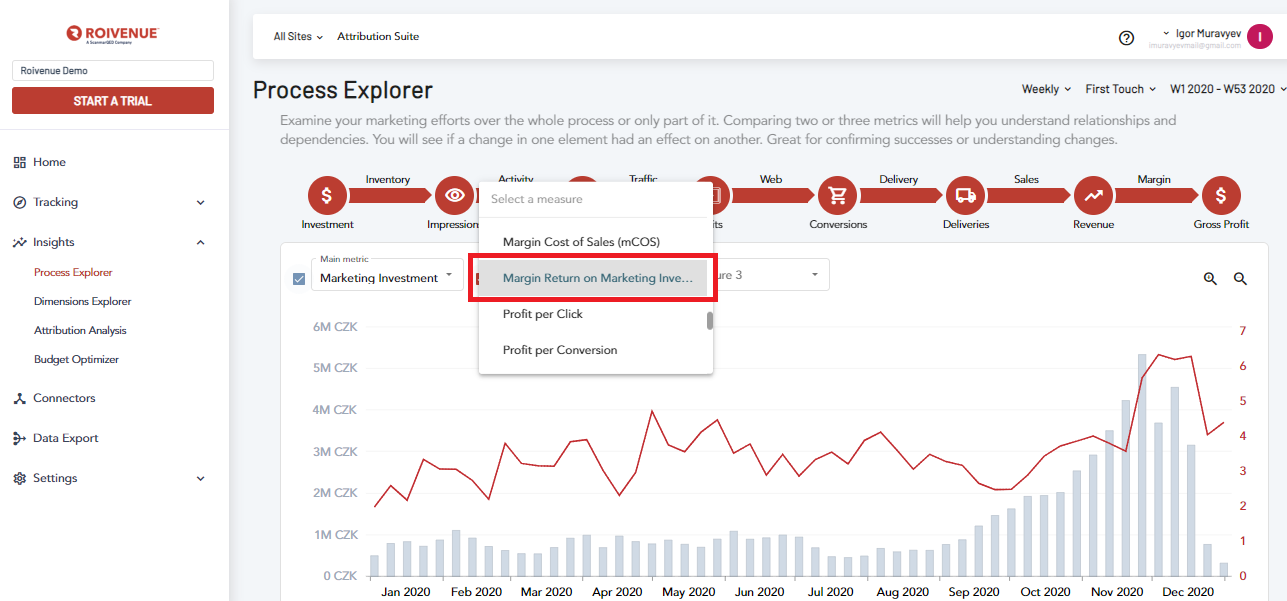 ROIVENUE
A ScanmarQED Company
Roivenue Demo
START A TRIAL
Home
Tracking
Insights
Process Explorer
Dimensions Explorer
Attribution Analysis
Budget Optimizer
Connectors
Data Export
Settings
All Sites
Attribution Suite
Igor Muravyev
imuravyevmail@gmail.com
I
Process Explorer
Weekly
First Touch
W1 2020 - W53 2020
Examine your marketing efforts over the whole process or only part of it. Comparing two or three metrics will help you understand relationships and
dependencies. You will see if a change in one element had an effect on another. Great for confirming successes or understanding changes.
Inventory
Activity
Traffic
Web
Delivery
Sales
Margin
$
$
Investment
Impression
its
Conversions
Deliveries
Revenue
Gross Profit
Select a measure
Margin Cost of Sales (mCOS)
Margin Return on Marketing Inve...
Profit per Click
Profit per Conversion
Main metric
Marketing Investment
ure 3
6M CZK
5M CZK
4M CZK
3M CZK
2M CZK
1M CZK
0 CZK
7
6
5
4
3
2
1
0
Jan 2020
Feb 2020
Mar 2020
Apr 2020
May 2020
Jun 2020
Jul 2020
Aug 2020
Sep 2020
Oct 2020
Nov 2020
Dec 2020